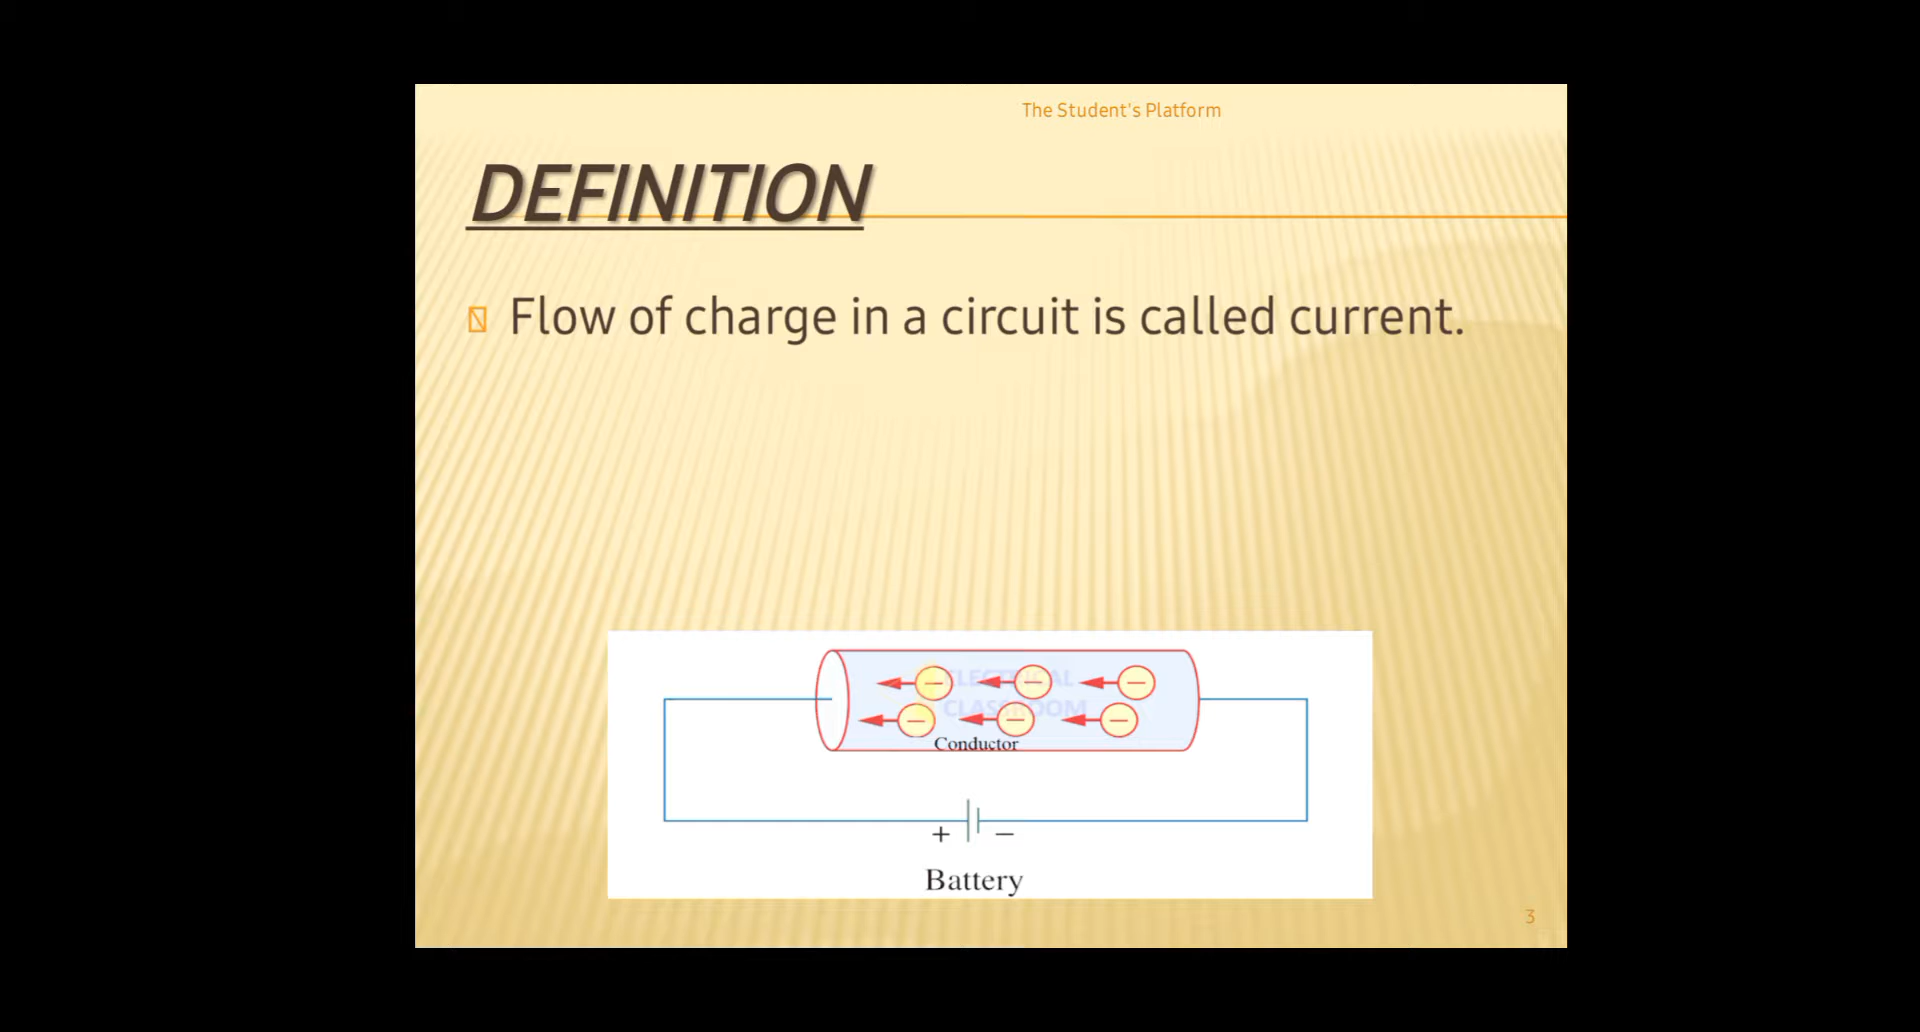 The Student's Platform
DEFINITION
Flow of charge in a circuit is called current.
ELECTRICAL
CLASSROOM
Conductor
+ −
Battery
3